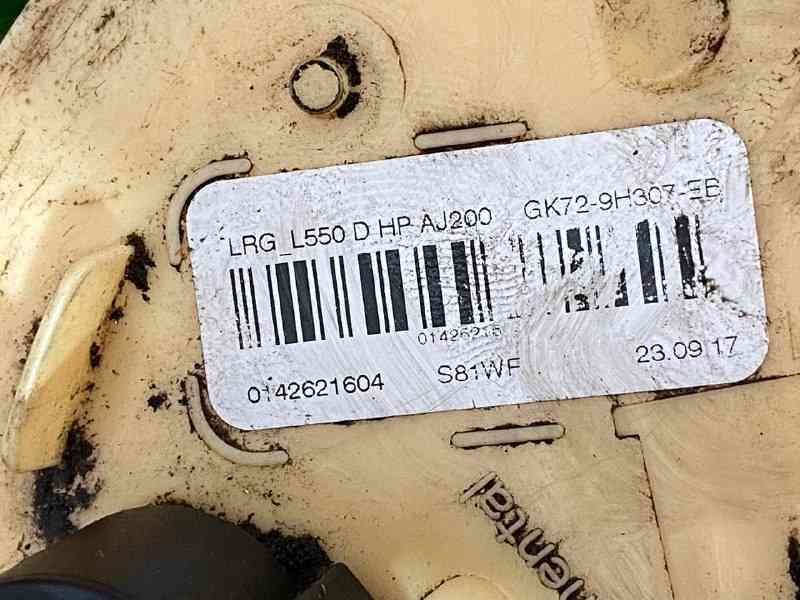 LRG_L550 D HP AJ200 GK72-9H307-EB
0142621604 S81WF 23.09 17